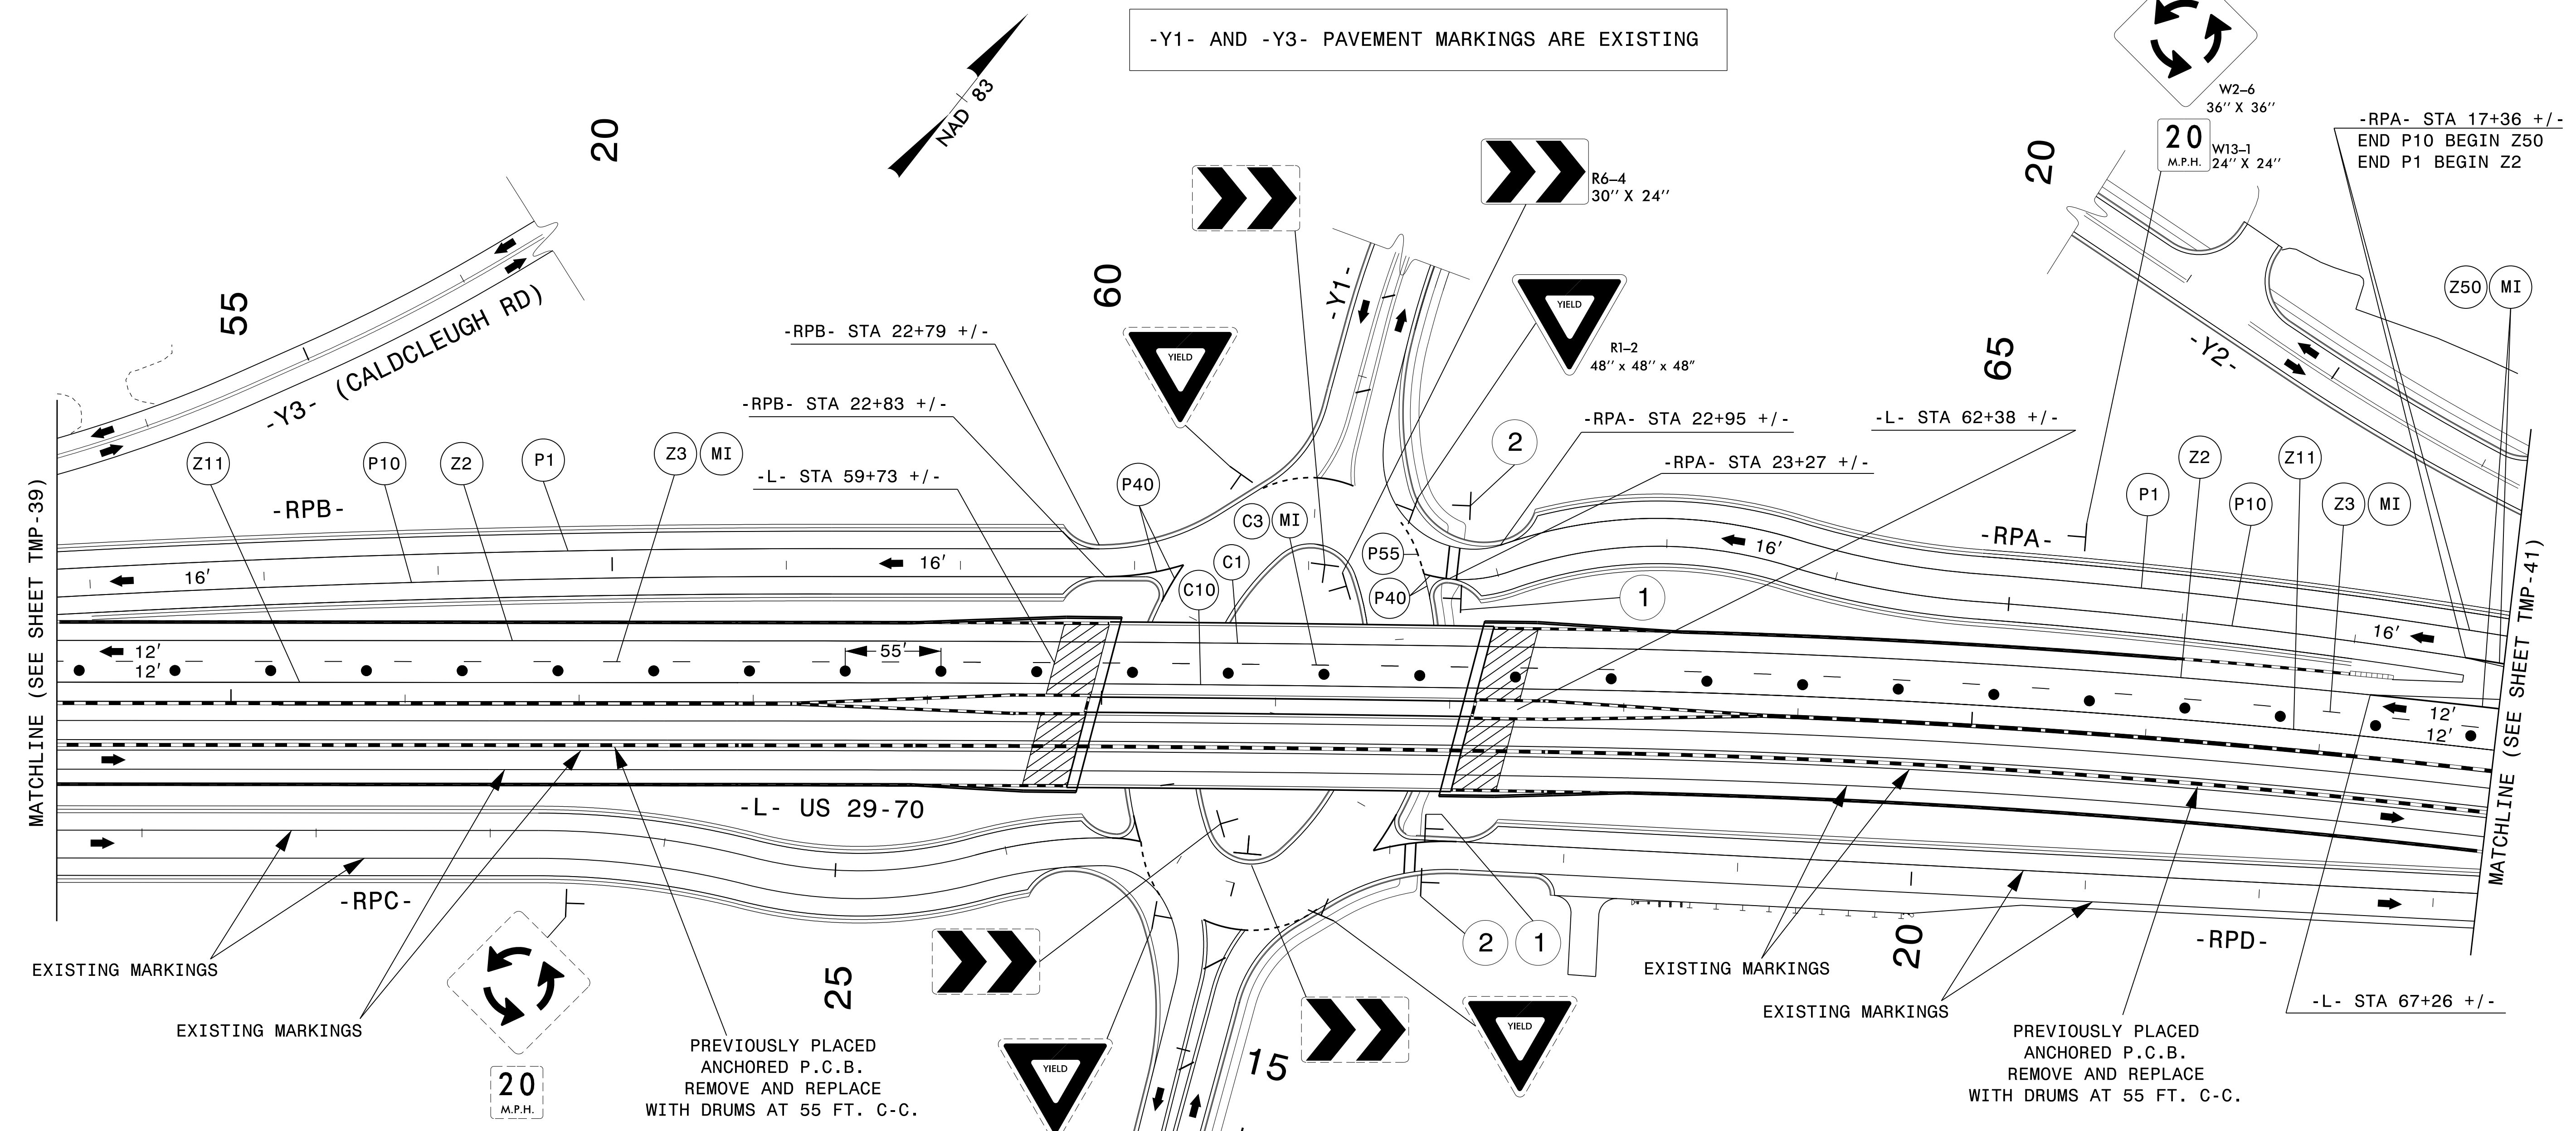 -Y1- AND -Y3- PAVEMENT MARKINGS ARE EXISTING
NAD 83
W2-6
36'' X 36''
20
M.P.H.
W13-1
24'' X 24''
-RPA- STA 17+36 +/-
END P10 BEGIN Z50
END P1 BEGIN Z2
20
20
R6-4
30'' X 24''
55
60
65
-Y1-
-Y2-
-Y3- (CALDCLEUGH RD)
YIELD
YIELD
R1-2
48'' x 48'' x 48''
Z50
MI
-RPB- STA 22+79 +/-
-RPB- STA 22+83 +/-
-L- STA 59+73 +/-
-RPA- STA 22+95 +/-
-RPA- STA 23+27 +/-
-L- STA 62+38 +/-
2
Z11
P10
Z2
P1
Z3
MI
P40
C3
MI
C1
C10
P55
P40
1
P1
Z2
P10
Z11
Z3
MI
-RPB-
-RPA-
16'
16'
16'
16'
12'
12'
55'
12'
12'
MATCHLINE (SEE SHEET TMP-39)
MATCHLINE (SEE SHEET TMP-41)
-L- US 29-70
-RPC-
-RPD-
EXISTING MARKINGS
EXISTING MARKINGS
20
M.P.H.
25
PREVIOUSLY PLACED
ANCHORED P.C.B.
REMOVE AND REPLACE
WITH DRUMS AT 55 FT. C-C.
YIELD
15
YIELD
2
1
20
EXISTING MARKINGS
EXISTING MARKINGS
-L- STA 67+26 +/-
PREVIOUSLY PLACED
ANCHORED P.C.B.
REMOVE AND REPLACE
WITH DRUMS AT 55 FT. C-C.